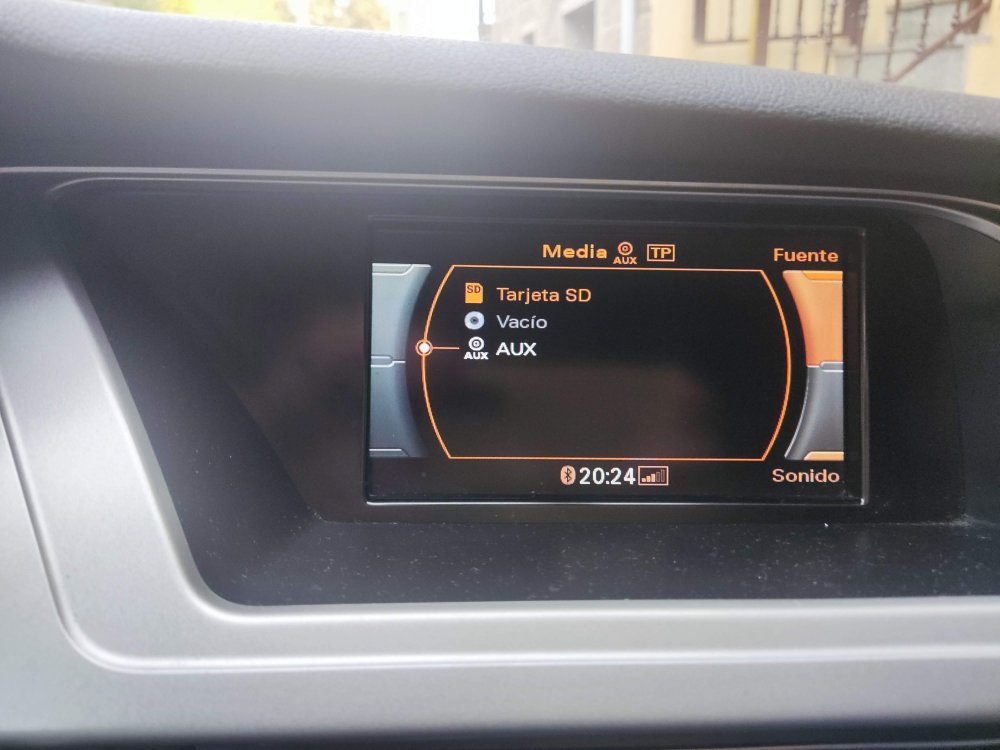 Media AUX TP
Fuente
SD Tarjeta SD
Vacío
AUX AUX
20:24
Sonido